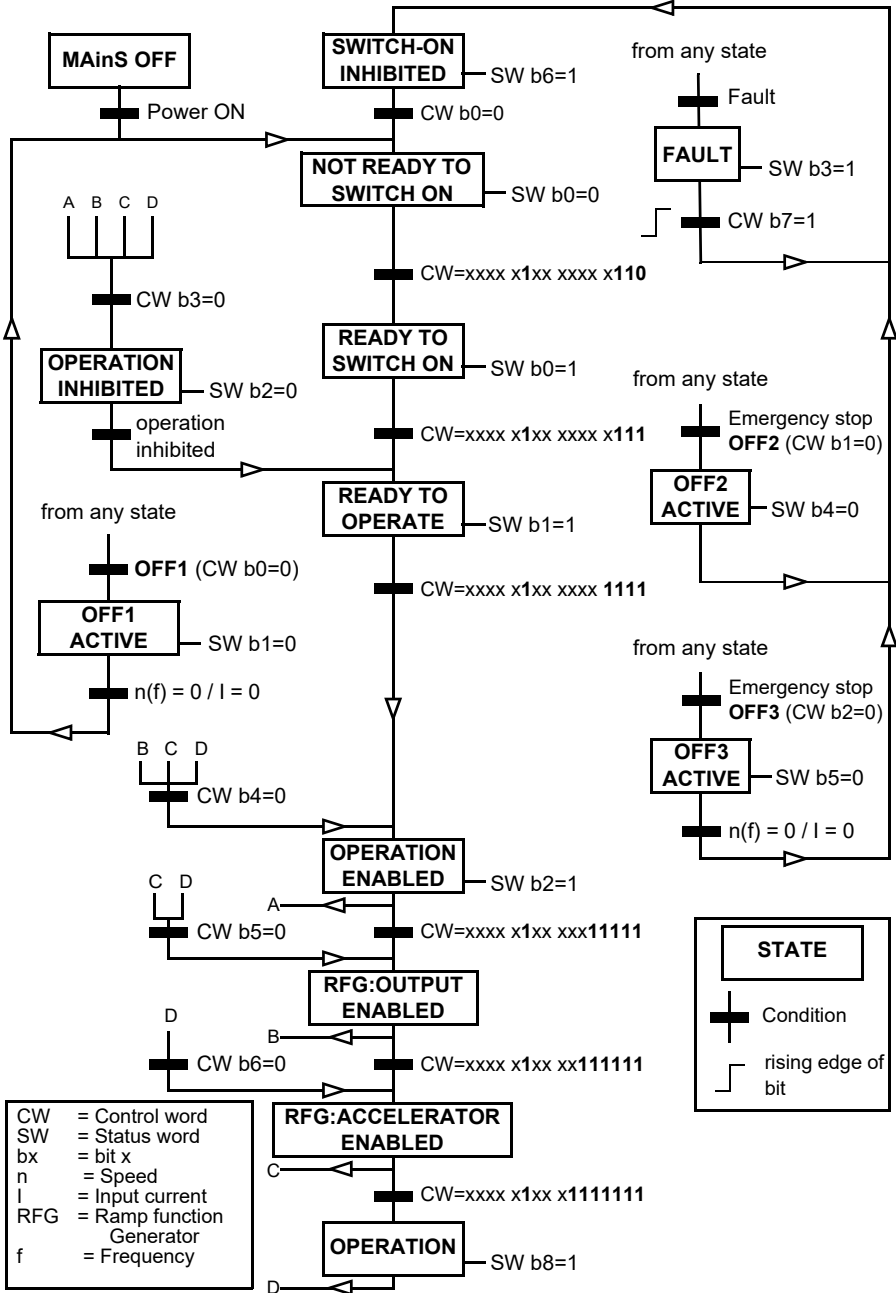 MAinS OFF
Power ON
SWITCH-ON
INHIBITED
SW b6=1
CW b0=0
from any state
Fault
FAULT
SW b3=1
CW b7=1
NOT READY TO
SWITCH ON
SW b0=0
A B C D
CW b3=0
CW=xxxx x1xx xxxx x110
OPERATION
INHIBITED
SW b2=0
operation
inhibited
READY TO
SWITCH ON
SW b0=1
CW=xxxx x1xx xxxx x111
from any state
Emergency stop
OFF2 (CW b1=0)
OFF2
ACTIVE
SW b4=0
READY TO
OPERATE
SW b1=1
CW=xxxx x1xx xxxx 1111
from any state
OFF1 (CW b0=0)
OFF1
ACTIVE
SW b1=0
n(f) = 0 / I = 0
from any state
Emergency stop
OFF3 (CW b2=0)
OFF3
ACTIVE
SW b5=0
n(f) = 0 / I = 0
B C D
CW b4=0
OPERATION
ENABLED
SW b2=1
A
C D
CW b5=0
CW=xxxx x1xx xxx11111
RFG:OUTPUT
ENABLED
B
D
CW b6=0
CW=xxxx x1xx xx111111
RFG:ACCELERATOR
ENABLED
C
CW=xxxx x1xx x1111111
OPERATION
SW b8=1
D
STATE
Condition
rising edge of
bit
CW = Control word
SW = Status word
bx = bit x
n = Speed
I = Input current
RFG = Ramp function
Generator
f = Frequency